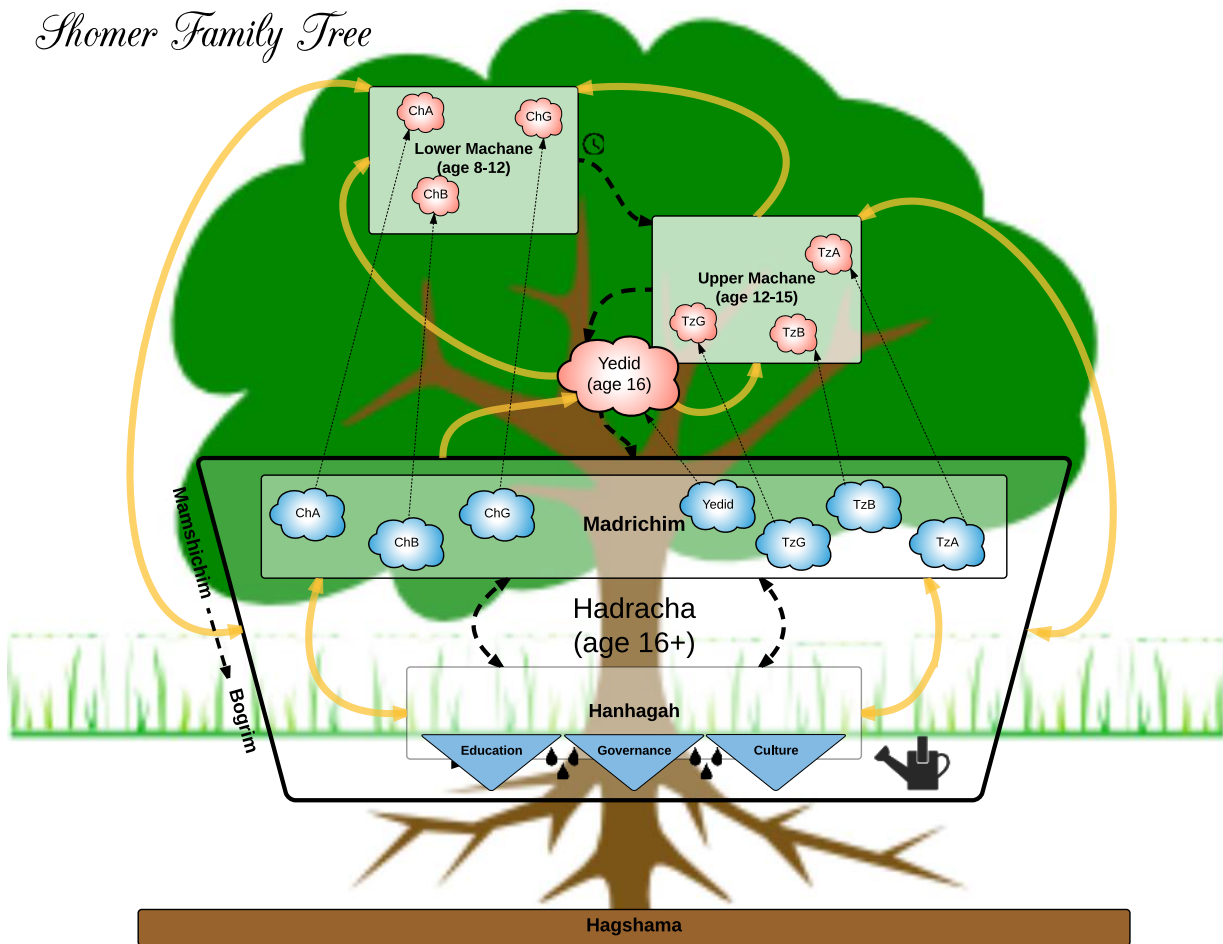 Shomer Family Tree
ChA
ChG
Lower Machane
(age 8-12)
ChB
TzA
Upper Machane
(age 12-15)
TzG
TzB
Yedid
(age 16)
Mamshichim
Bogrim
ChA
ChB
ChG
Madrichim
Yedid
TzG
TzB
TzA
Hadracha
(age 16+)
Hanhagah
Education
Governance
Culture
Hagshama